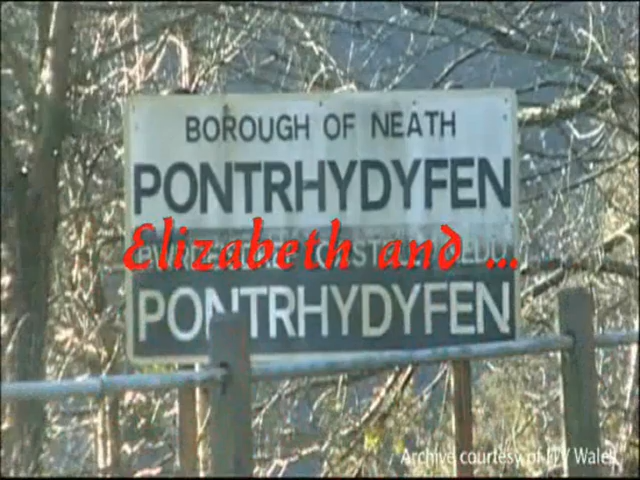 BOROUGH OF NEATH
PONTRHYDYFEN
Elizabeth and ...
PONTRHYDYFEN
Archive courtesy of ITV Wales